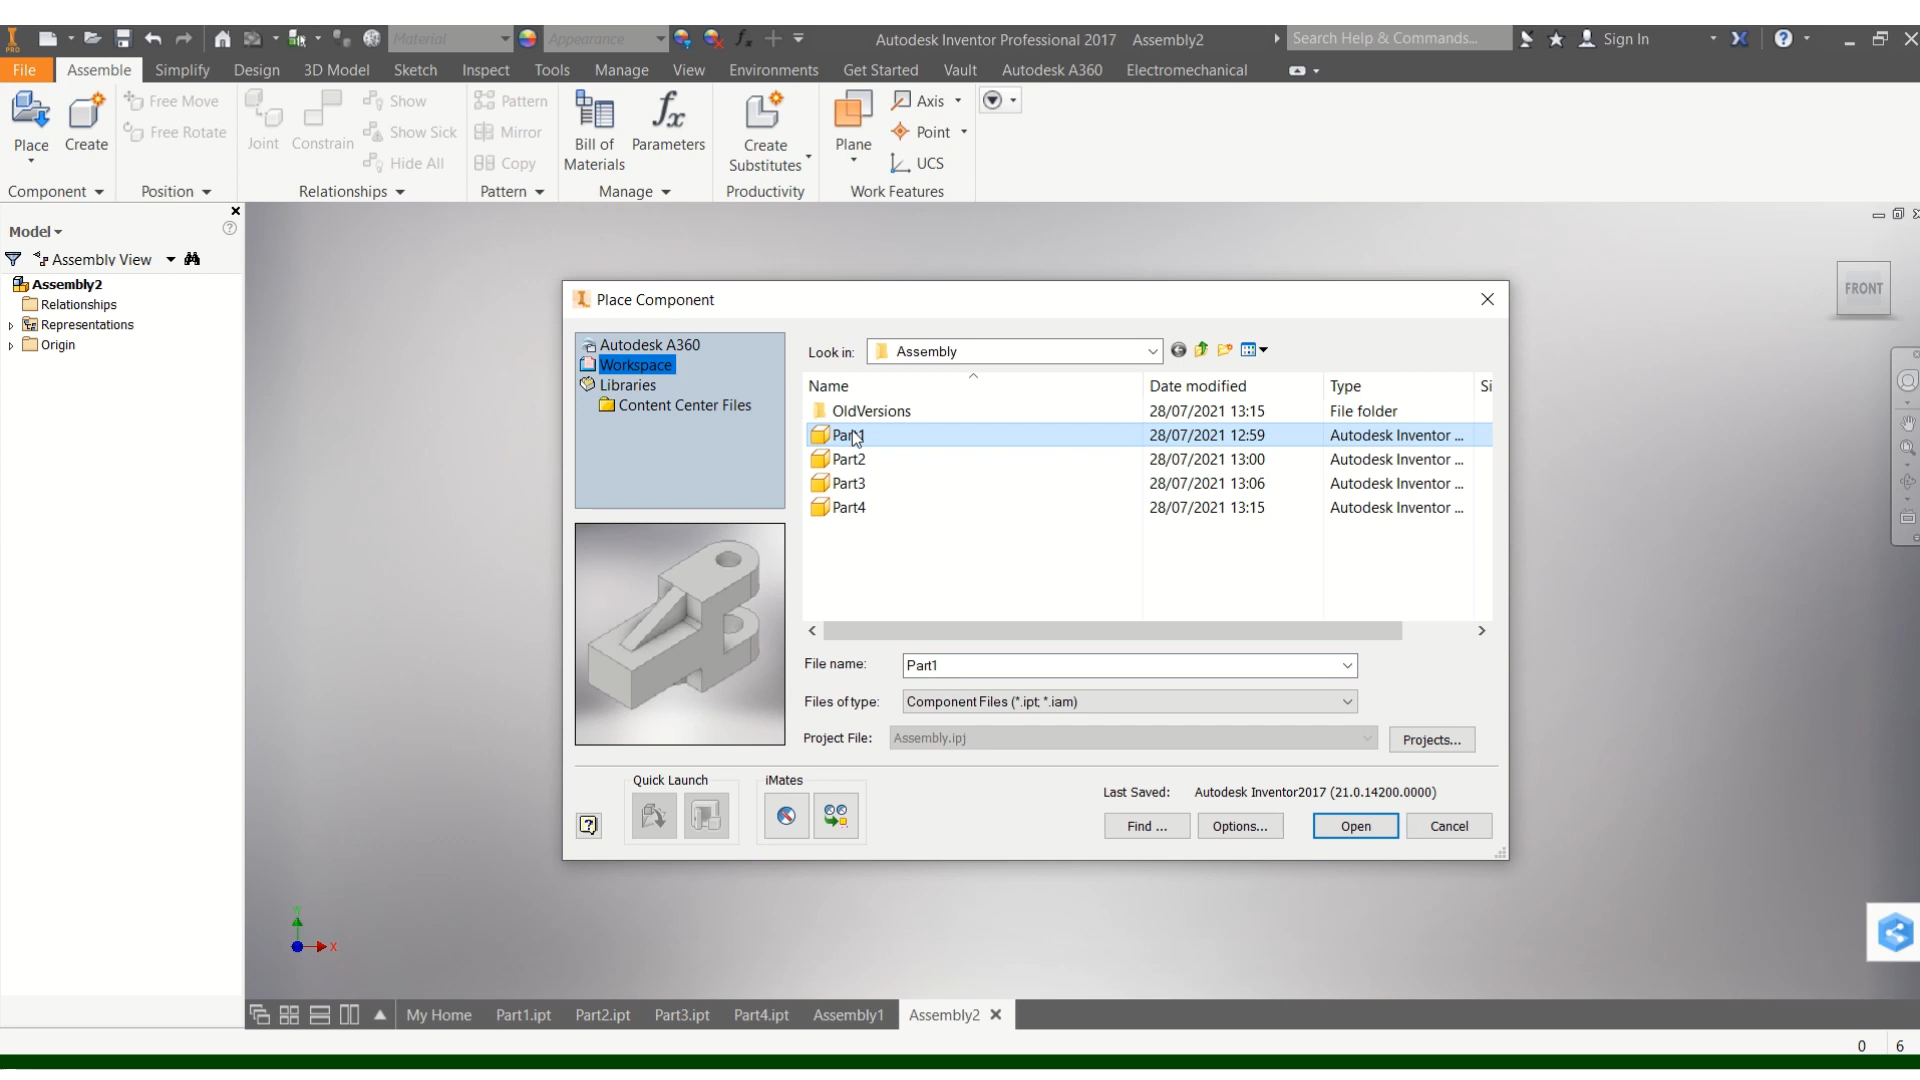 PRO
Material
Appearance
Autodesk Inventor Professional 2017 Assembly2
Search Help & Commands...
Sign In
File Assemble Simplify Design 3D Model Sketch Inspect Tools Manage View Environments Get Started Vault Autodesk A360 Electromechanical
Place
Create
Free Move
Free Rotate
Joint
Constrain
Show
Show Sick
Hide All
Pattern
Mirror
Copy
Bill of
Materials
Parameters
Create
Substitutes
Plane
Axis
Point
UCS
Component Position Relationships Pattern Manage Productivity Work Features
Model
Assembly View
Assembly2
Relationships
Representations
Origin
FRONT
Place Component
Autodesk A360
Workspace
Libraries
Content Center Files
Look in: Assembly
Name Date modified Type Si
OldVersions 28/07/2021 13:15 File folder
Part1 28/07/2021 12:59 Autodesk Inventor ...
Part2 28/07/2021 13:00 Autodesk Inventor ...
Part3 28/07/2021 13:06 Autodesk Inventor ...
Part4 28/07/2021 13:15 Autodesk Inventor ...
File name: Part1
Files of type: Component Files (*.ipt; *.iam)
Project File: Assembly.ipj Projects...
Quick Launch iMates
Last Saved: Autodesk Inventor2017 (21.0.14200.0000)
Find ... Options... Open Cancel
Y
X
My Home Part1.ipt Part2.ipt Part3.ipt Part4.ipt Assembly1 Assembly2
0 6